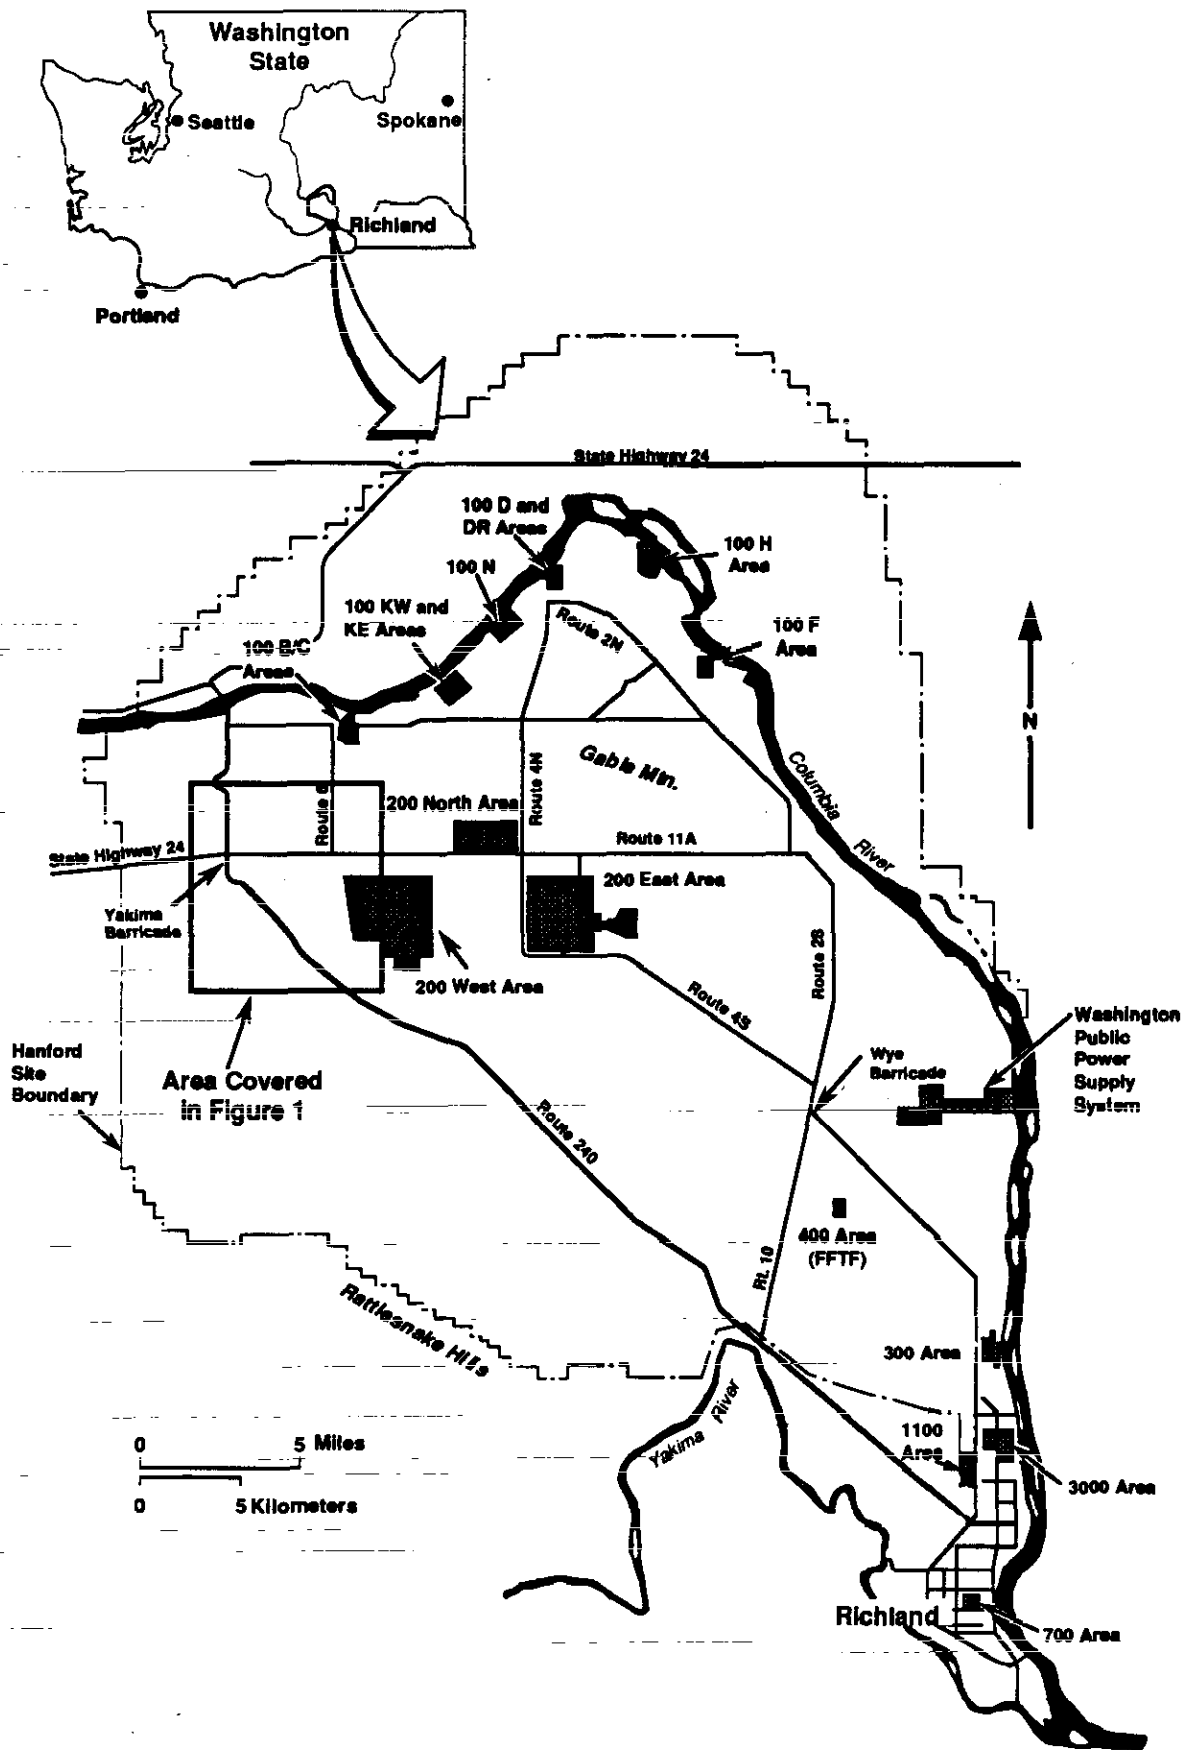 Washington
State
Seattle
Spokane
Richland
Portland
State Highway 24
100 D and
DR Areas
100 H
Area
100 N
100 KW and
KE Areas
100 F
Area
100 B/C
Areas
Route 2N
N
Gable Mtn.
Columbia
River
Route 4N
Route 6
200 North Area
Route 11A
State Highway 24
200 East Area
Yakima
Barricade
Route 2S
200 West Area
Route 4S
Washington
Public
Power
Supply
System
Hanford
Site
Boundary
Wye
Barricade
Area Covered
in Figure 1
Route 240
400 Area
(FFTF)
Rt. 10
Rattlesnake Hills
300 Area
Yakima
River
1100
Area
0 5 Miles
0 5 Kilometers
3000 Area
Richland
700 Area